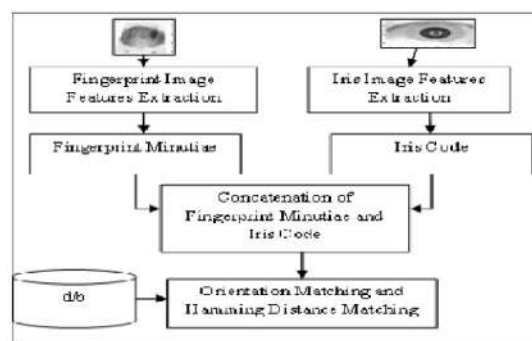 Fingerprint Image
Features Extraction
Iris Image Features
Extraction
Fingerprint Minutiae
Iris Code
Concatenation of
Fingerprint Minutiae and
Iris Code
d/b
Orientation Matching and
Hamming Distance Matching